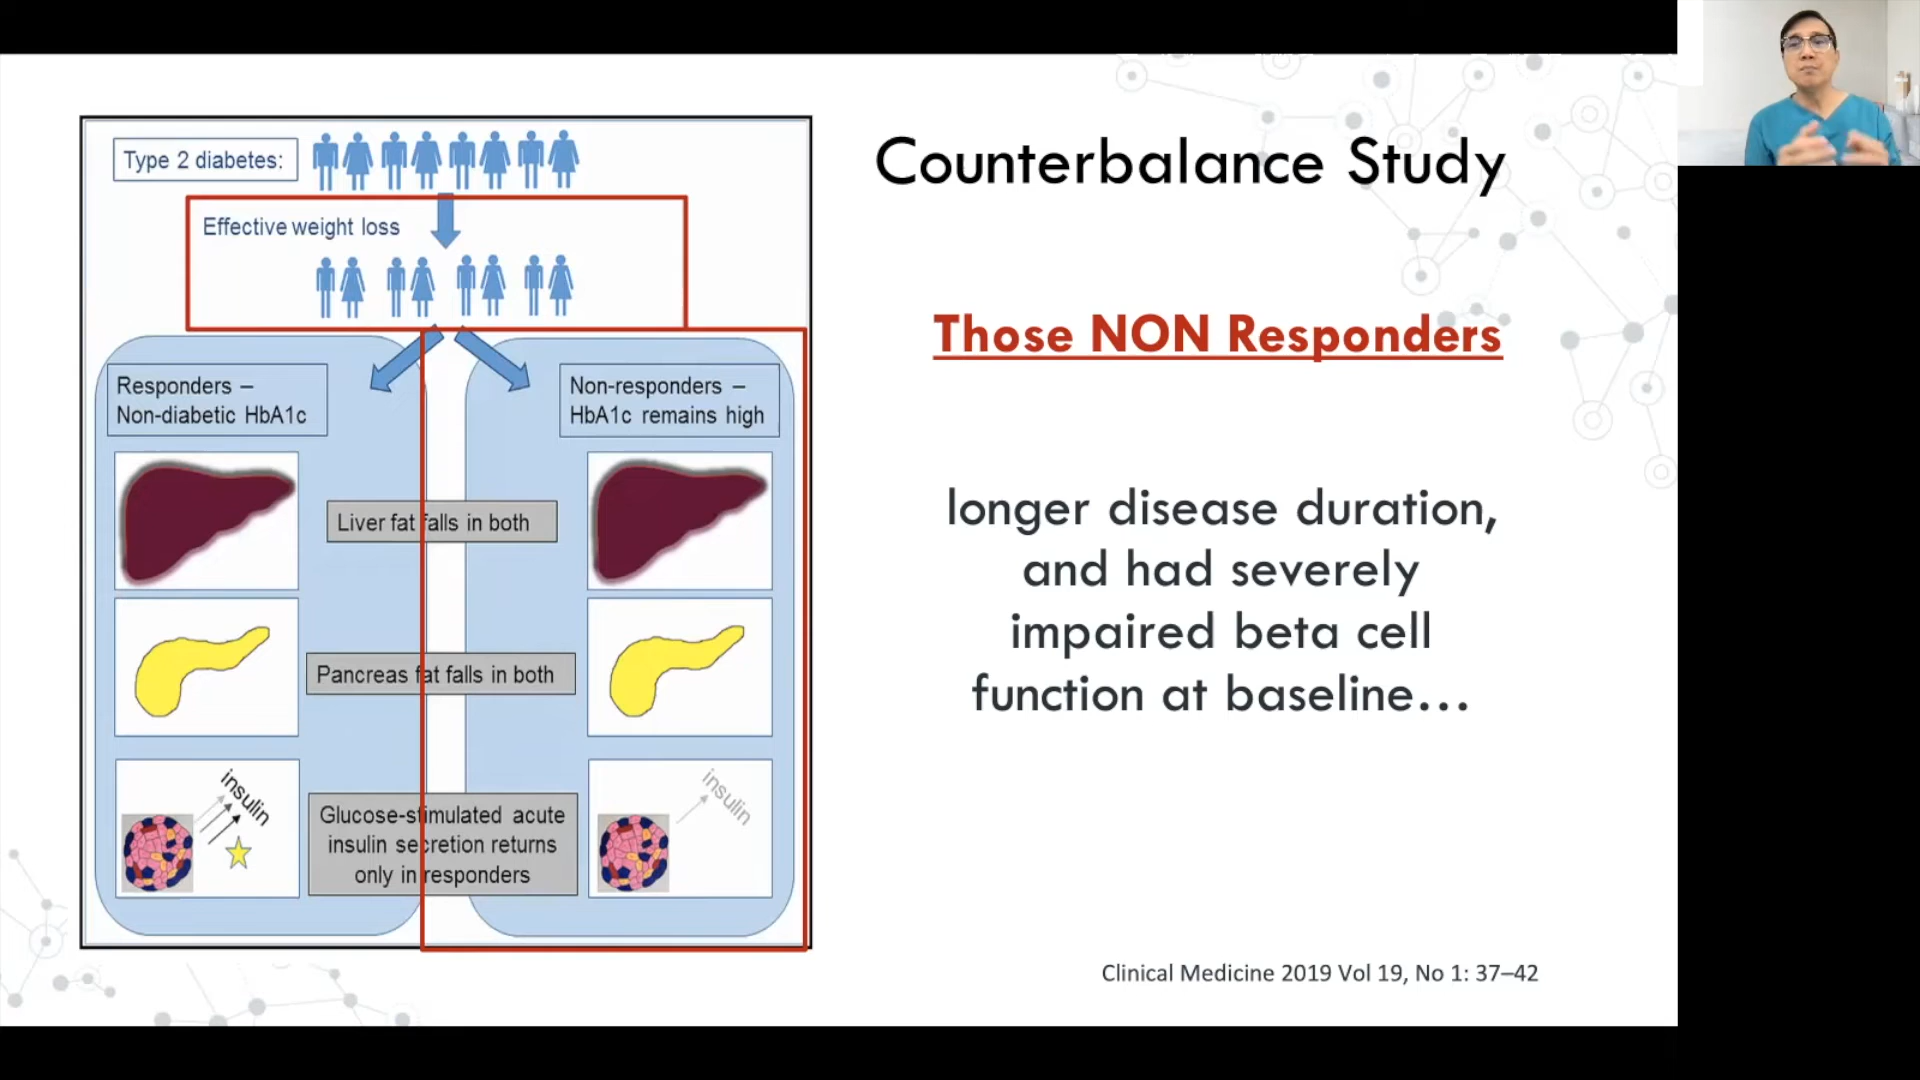 Type 2 diabetes:
Effective weight loss
Responders –
Non-diabetic HbA1c
Non-responders –
HbA1c remains high
Liver fat falls in both
Pancreas fat falls in both
insulin
Glucose-stimulated acute
insulin secretion returns
only in responders
insulin
Counterbalance Study
Those NON Responders
longer disease duration,
and had severely
impaired beta cell
function at baseline...
Clinical Medicine 2019 Vol 19, No 1: 37–42